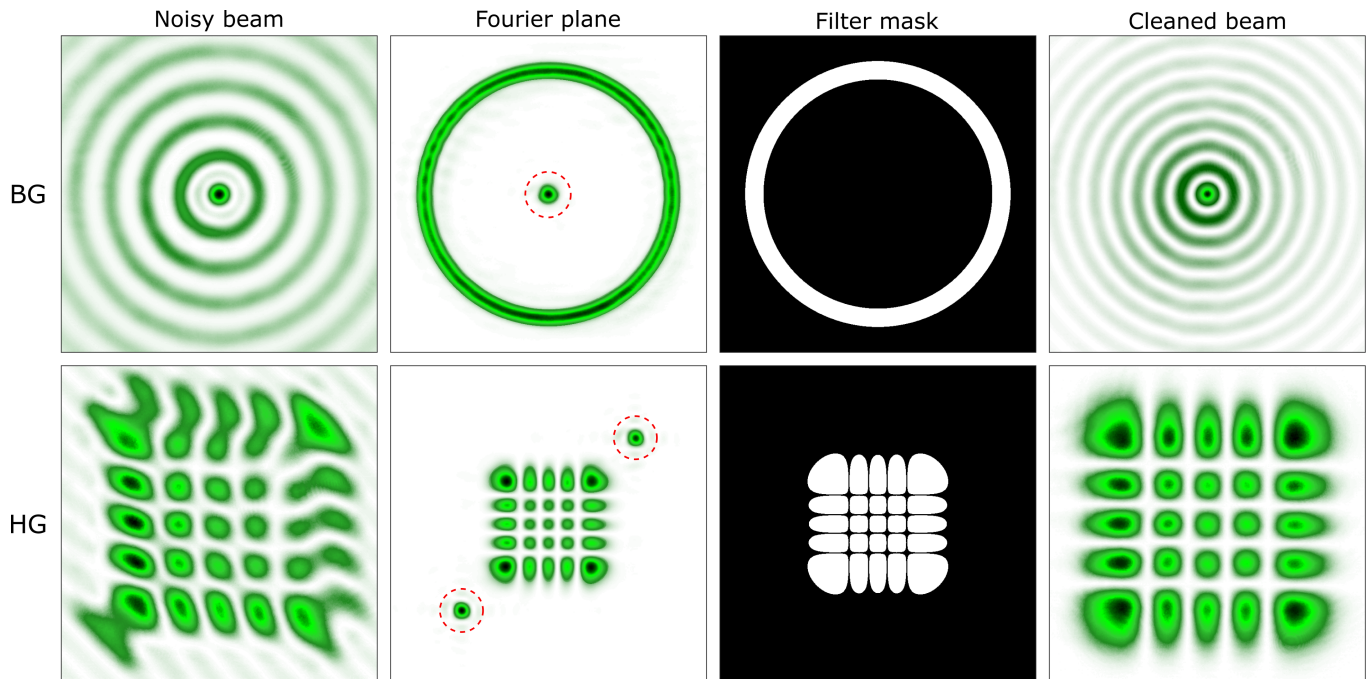 Noisy beam
Fourier plane
Filter mask
Cleaned beam
BG
HG